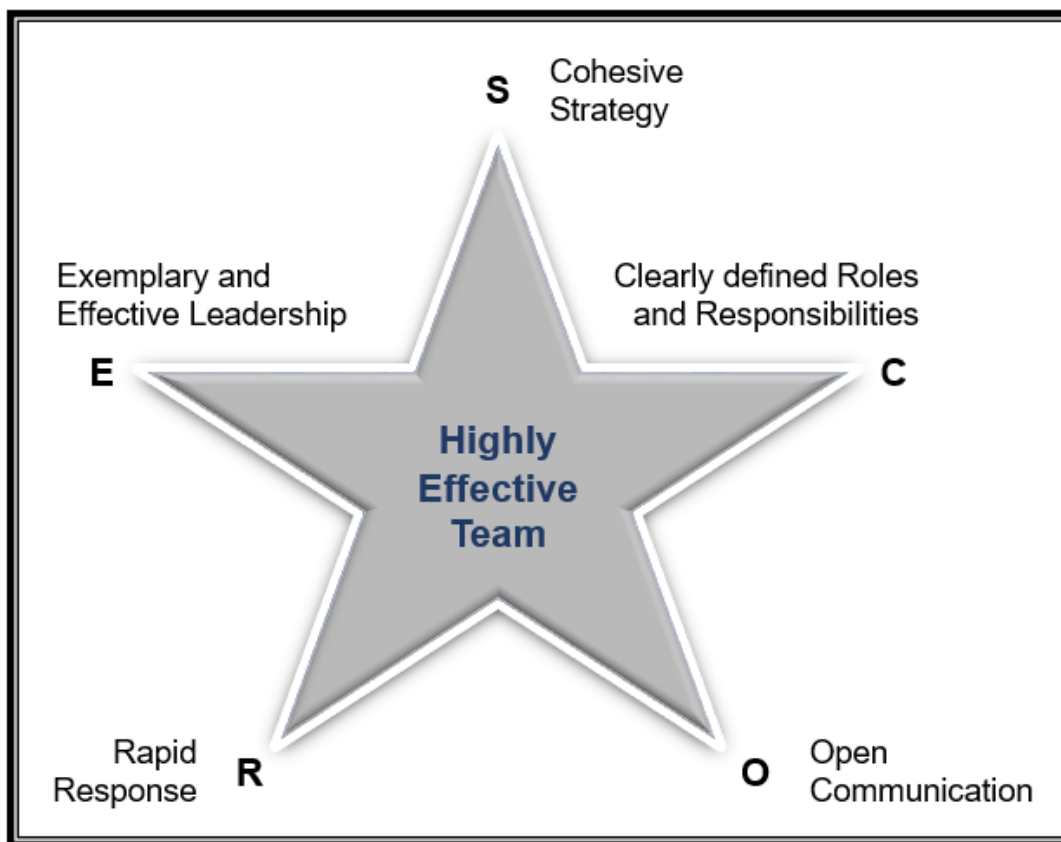 S
Cohesive
Strategy
Exemplary and
Effective Leadership
E
Clearly defined Roles
and Responsibilities
C
Highly
Effective
Team
Rapid
Response
R
O
Open
Communication